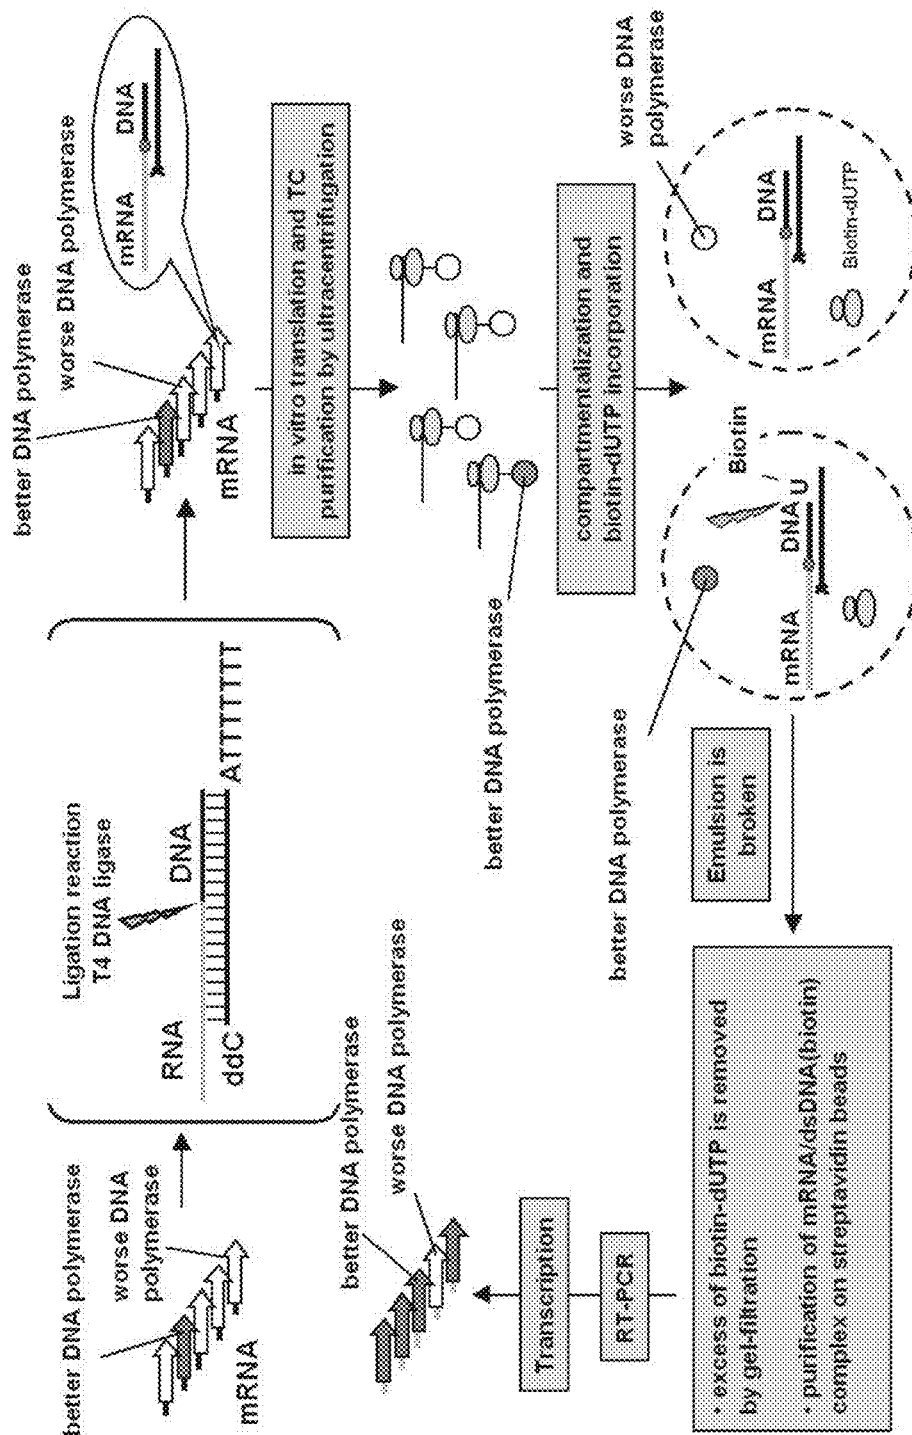 better DNA polymerase
worse DNA
polymerase
mRNA
Ligation reaction
T4 DNA ligase
RNA
DNA
ddC
ATTTTTTT
better DNA polymerase
worse DNA polymerase
mRNA
mRNA
DNA
in vitro translation and TC
purification by ultracentrifugation
better DNA polymerase
compartmentalization and
biotin-dUTP incorporation
better DNA polymerase
Biotin
mRNA
DNA
U
worse DNA
polymerase
mRNA
DNA
Biotin-dUTP
Emulsion is
broken
• excess of biotin-dUTP is removed
by gel-filtration
• purification of mRNA/dsDNA(biotin)
complex on streptavidin beads
RT-PCR
Transcription
better DNA polymerase
worse DNA polymerase